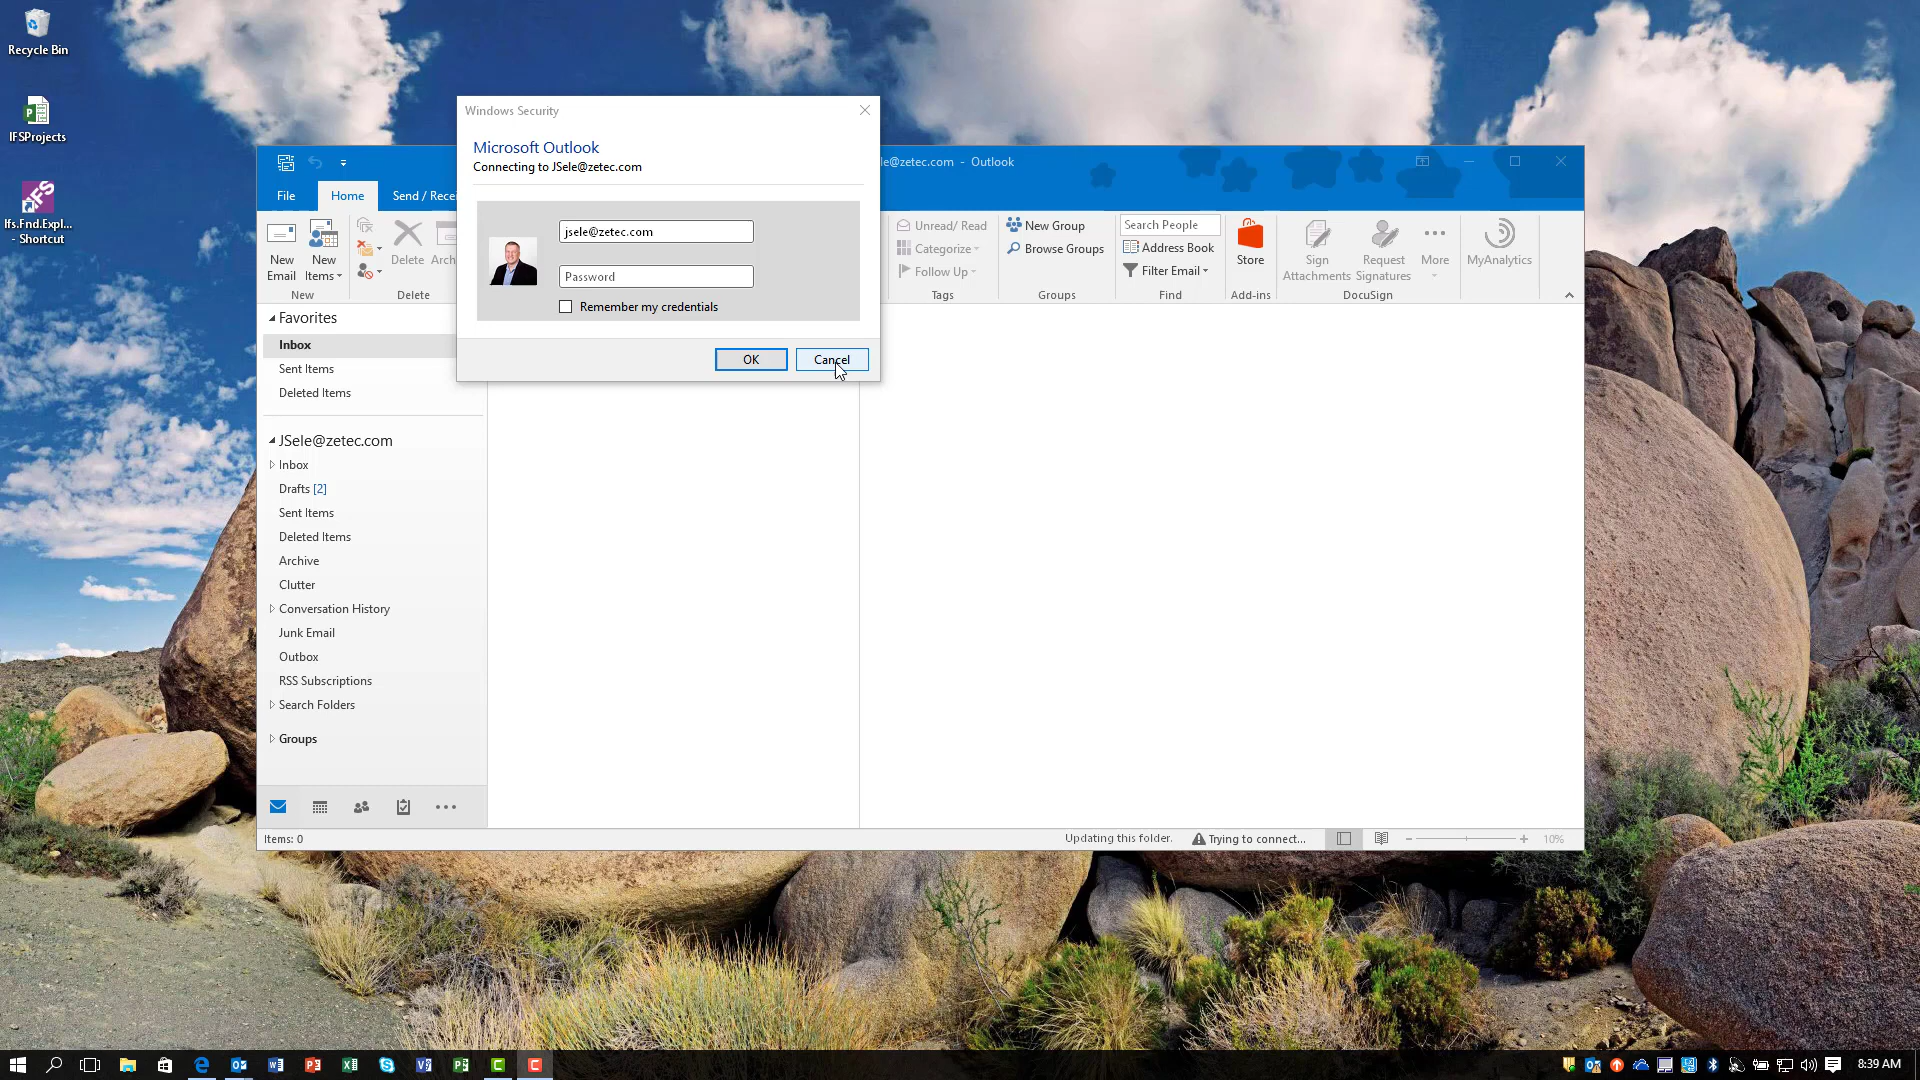 Recycle Bin
IFSProjects
Ifs.Fnd.Expl...
- Shortcut
Windows Security
Microsoft Outlook
Connecting to JSele@zetec.com
jsele@zetec.com
Password
Remember my credentials
OK
Cancel
le@zetec.com - Outlook
File
Home
Send / Recei
New
Email
New
Items
New
Delete
Arch
Delete
Unread/ Read
Categorize
Follow Up
Tags
New Group
Browse Groups
Groups
Search People
Address Book
Filter Email
Find
Store
Add-ins
Sign
Attachments
Request
Signatures
More
DocuSign
MyAnalytics
Favorites
Inbox
Sent Items
Deleted Items
JSele@zetec.com
Inbox
Drafts [2]
Sent Items
Deleted Items
Archive
Clutter
Conversation History
Junk Email
Outbox
RSS Subscriptions
Search Folders
Groups
Items: 0
Updating this folder.
Trying to connect...
10%
8:39 AM